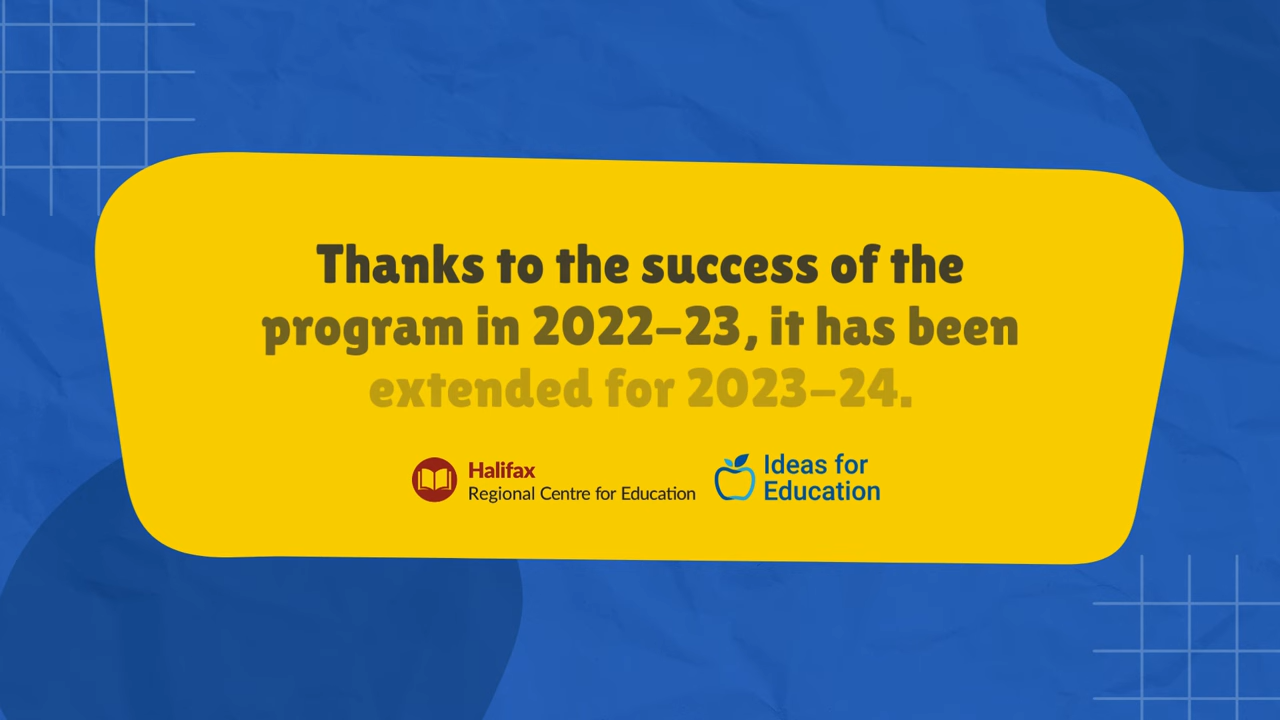 Thanks to the success of the
program in 2022-23, it has been
extended for 2023-24.
Halifax
Regional Centre for Education
Ideas for
Education